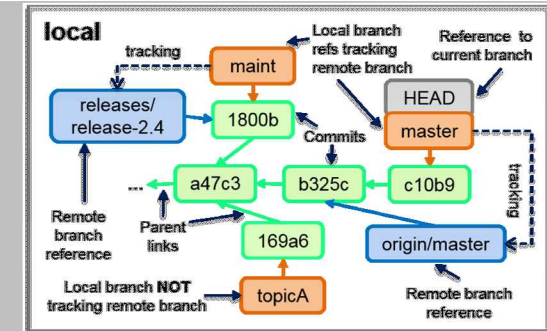 local
tracking
maint
Local branch
refs tracking
remote branch
Reference to
current branch
releases/
release-2.4
1800b
HEAD
master
Commits
tracking
...
a47c3
b325c
c10b9
Remote
branch
reference
Parent
links
169a6
origin/master
Local branch NOT
tracking remote branch
topicA
Remote branch
reference